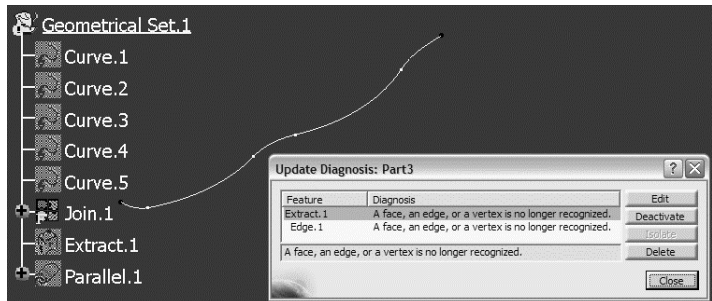 Geometrical Set.1
Curve.1
Curve.2
Curve.3
Curve.4
Curve.5
Join.1
Extract.1
Parallel.1
Update Diagnosis: Part3
Feature Diagnosis
Extract.1 A face, an edge, or a vertex is no longer recognized.
Edge.1 A face, an edge, or a vertex is no longer recognized.
A face, an edge, or a vertex is no longer recognized.
Edit
Deactivate
Isolate
Delete
Close